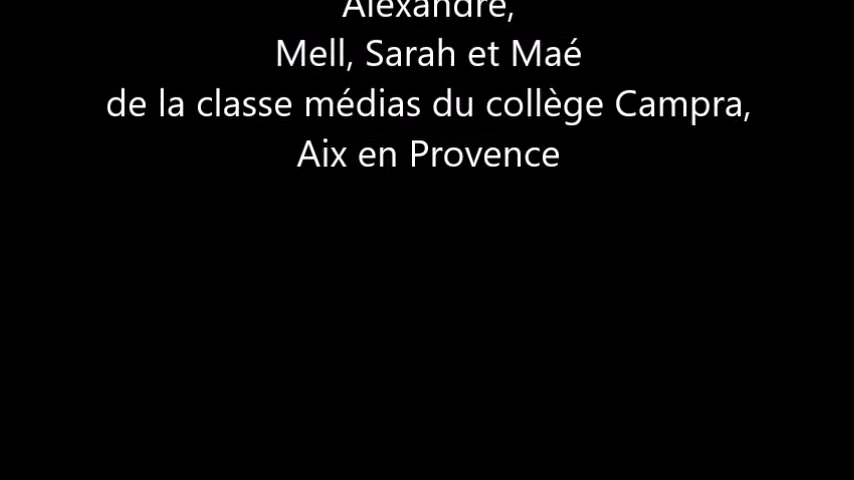 Alexandre,
Mell, Sarah et Maé
de la classe médias du collège Campra,
Aix en Provence